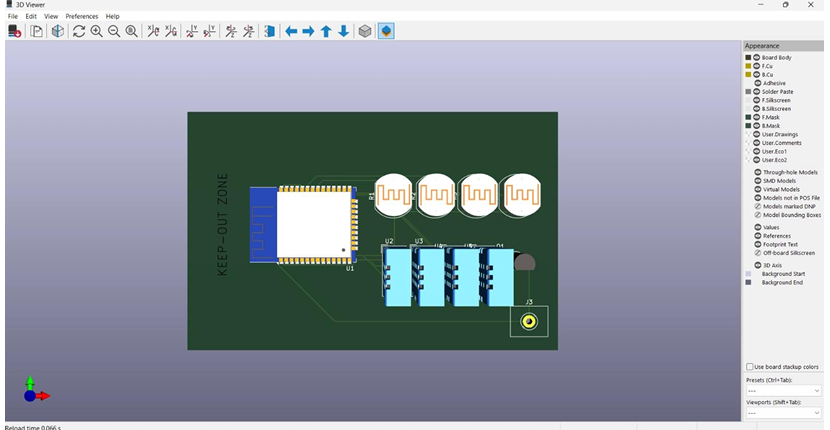 3D Viewer
File Edit View Preferences Help
Appearance
Board Body
F.Cu
B.Cu
Adhesive
Solder Paste
F.Silkscreen
B.Silkscreen
F.Mask
B.Mask
User.Drawings
User.Comments
User.Eco1
User.Eco2
Through-hole Models
SMD Models
Virtual Models
Models not in POS File
Models marked DNP
Model Bounding Boxes
Values
References
Footprint Text
Off-board Silkscreen
3D Axis
Background Start
Background End
KEEP-OUT ZONE
R1
U1
U2
U3
J3
Use board stackup colors
Presets (Ctrl+Tab):
---
Viewports (Shift+Tab):
---
Reload time 0.066 s